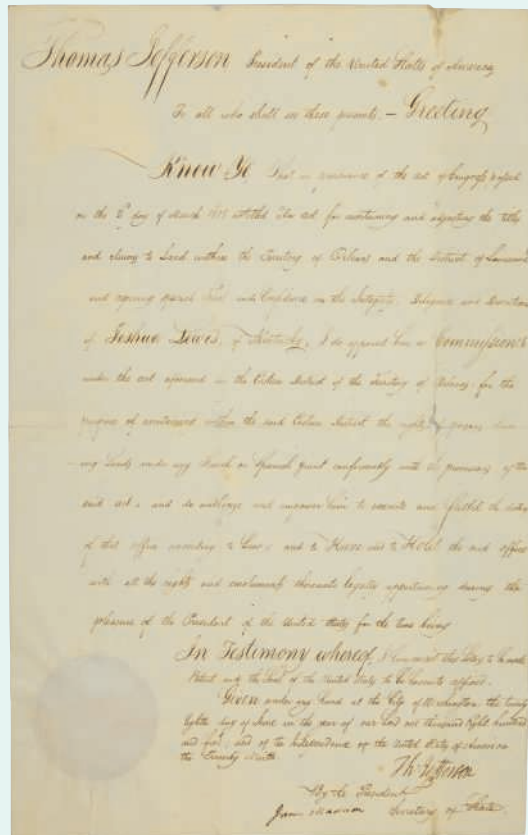 Thomas Jefferson, President of the United States of America,
To all who shall see these presents, – Greeting
Know Ye, That in pursuance of the act of Congress passed
on the 2d day of March 1805 entitled "An act for ascertaining and adjusting the titles
and claims to Land within the Territory of Orleans and the District of Louisiana
and reposing special Trust and Confidence in the Integrity, Diligence and
of Joshua Lewis, of Kentucky, I do appoint him a Commissioner
under the act aforesaid in the Eastern District of the Territory of Orleans for the
purpose of within the said Eastern District the rights of persons claim-
-ing Lands under any French or Spanish grant conformably with the provisions of the
said act, and do authorize and empower him to execute and fulfil the duties
of that office according to Law; and to Have and to Hold the said office
with all the rights and emoluments thereunto legally appertaining during the
pleasure of the President of the United States for the time being
In Testimony whereof, I have caused these Letters to be made
Patent and the Seal of the United States to be hereunto affixed.
Given under my hand at the City of Washington the twenty
eighth day of June in the year of our Lord one thousand eight hundred
and five; and of the Independence of the United States of America
the Twenty Ninth.
Th: Jefferson
By the President
James Madison Secretary of State.